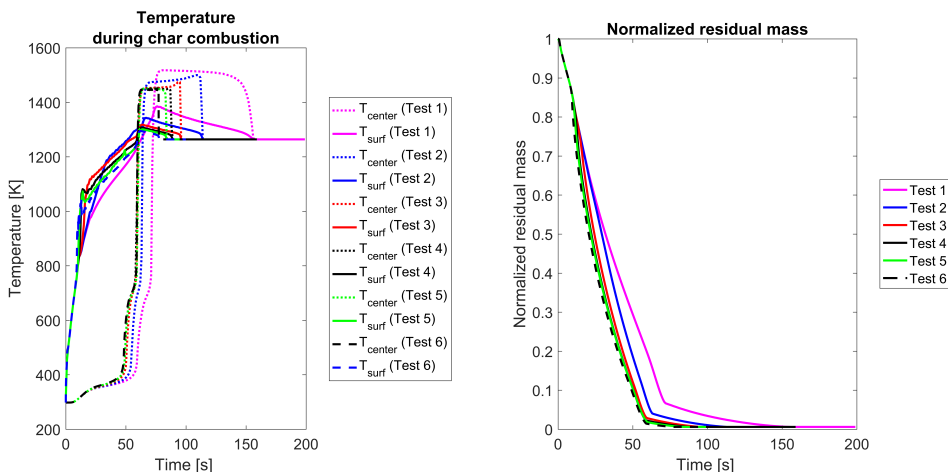 Temperature
during char combustion
Temperature [K]
1600
1400
1200
1000
800
600
400
200
0
50
100
150
200
Time [s]
T_center (Test 1)
T_surf (Test 1)
T_center (Test 2)
T_surf (Test 2)
T_center (Test 3)
T_surf (Test 3)
T_center (Test 4)
T_surf (Test 4)
T_center (Test 5)
T_surf (Test 5)
T_center (Test 6)
T_surf (Test 6)
Normalized residual mass
Normalized residual mass
1
0.9
0.8
0.7
0.6
0.5
0.4
0.3
0.2
0.1
0
0
50
100
150
200
Time [s]
Test 1
Test 2
Test 3
Test 4
Test 5
Test 6